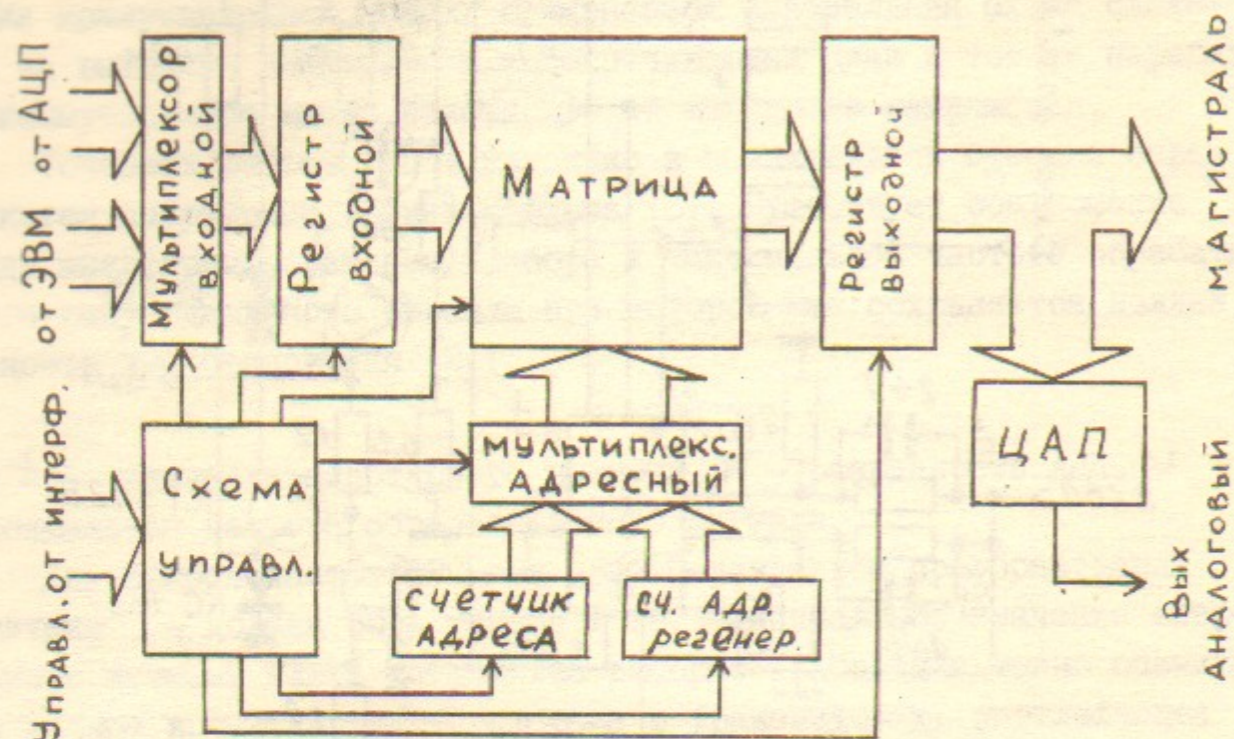 от АЦП
от ЭВМ
Управл. от интерф.
Мультиплексор
входной
Регистр
входной
Матрица
Регистр
выходной
МАГИСТРАЛЬ
Схема
управл.
мультиплекс.
Адресный
ЦАП
счетчик
АДРЕСА
сч. АДР.
регенер.
Вых
АНАЛОГОВЫЙ